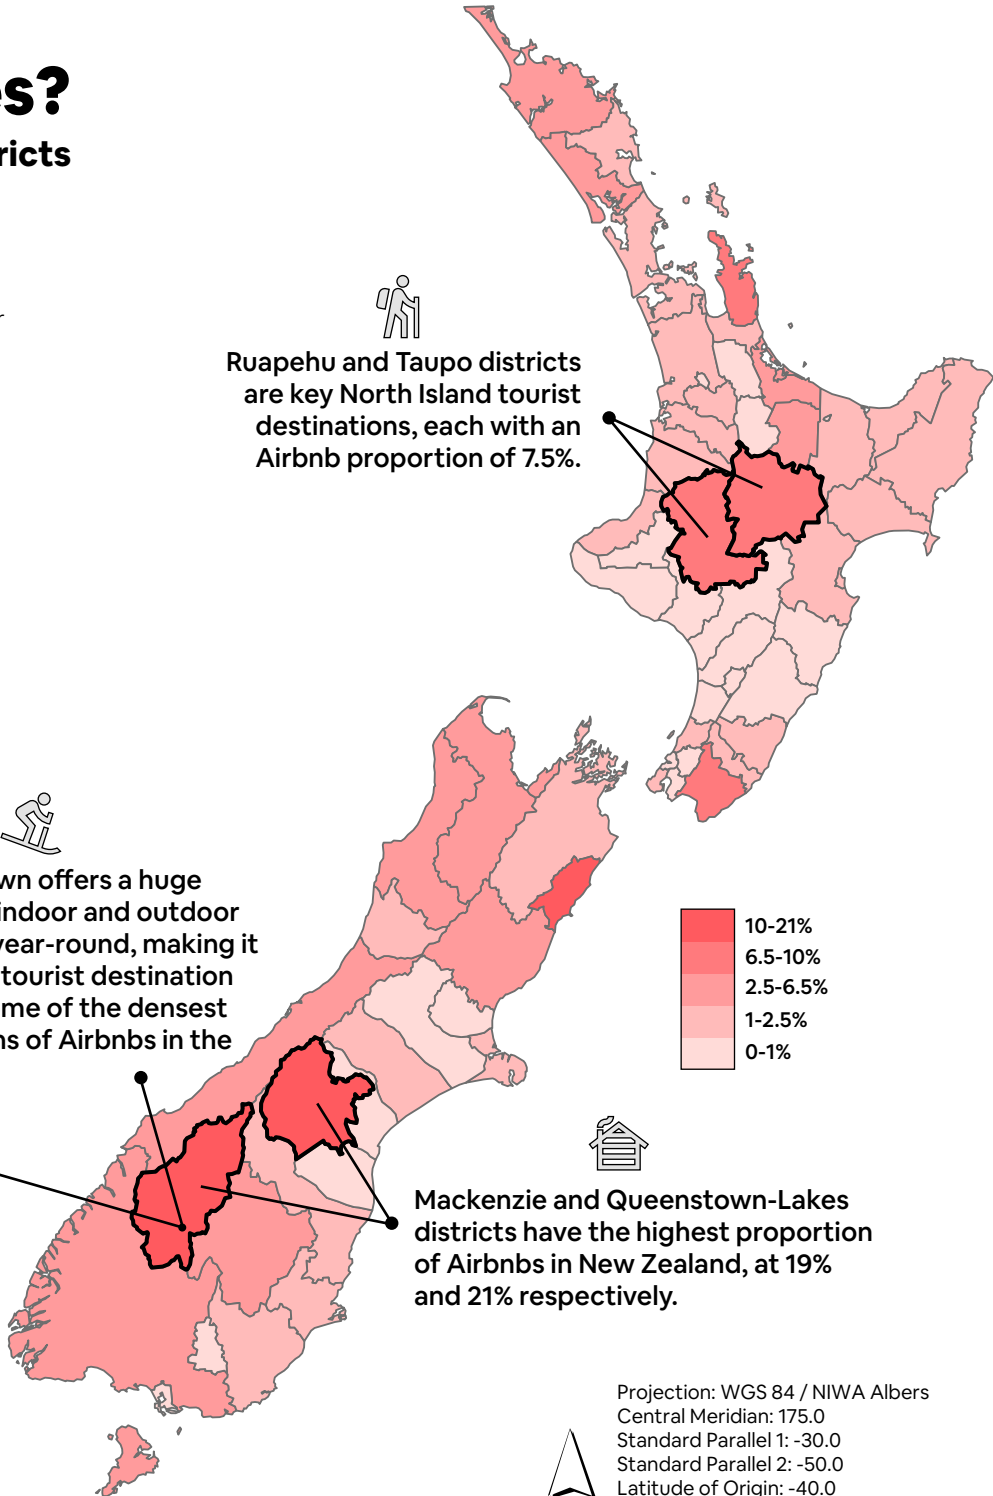 es?
ricts
Ruapehu and Taupo districts
are key North Island tourist
destinations, each with an
Airbnb proportion of 7.5%.
wn offers a huge
indoor and outdoor
year-round, making it
tourist destination
me of the densest
ns of Airbnbs in the
10-21%
6.5-10%
2.5-6.5%
1-2.5%
0-1%
Mackenzie and Queenstown-Lakes
districts have the highest proportion
of Airbnbs in New Zealand, at 19%
and 21% respectively.
Projection: WGS 84 / NIWA Albers
Central Meridian: 175.0
Standard Parallel 1: -30.0
Standard Parallel 2: -50.0
Latitude of Origin: -40.0